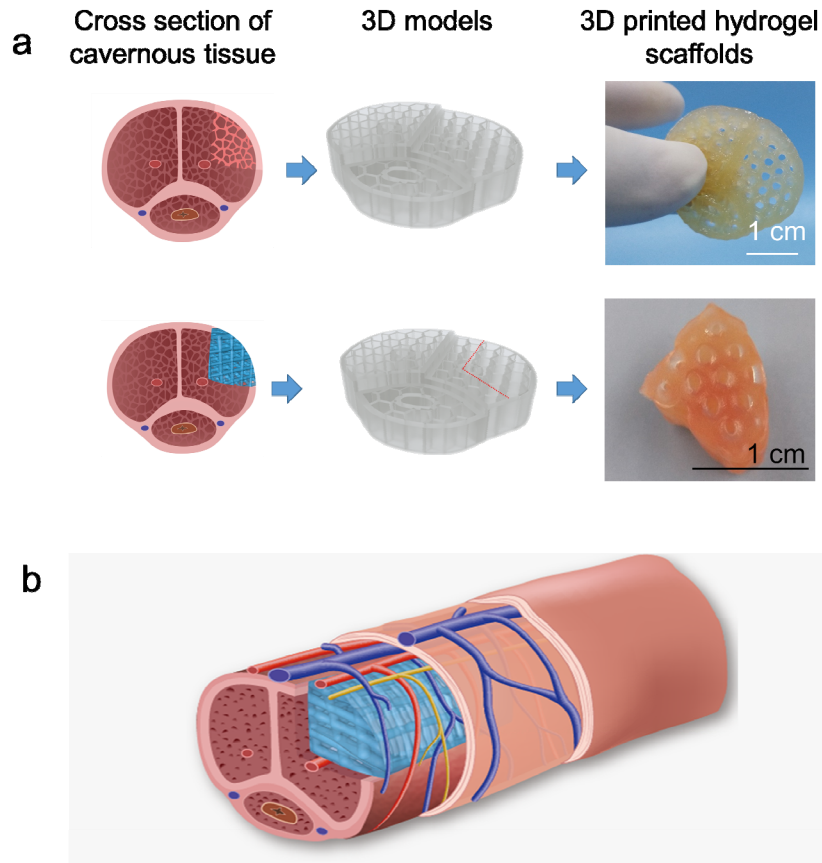 a
Cross section of
cavernous tissue
3D models
3D printed hydrogel
scaffolds
1 cm
1 cm
b